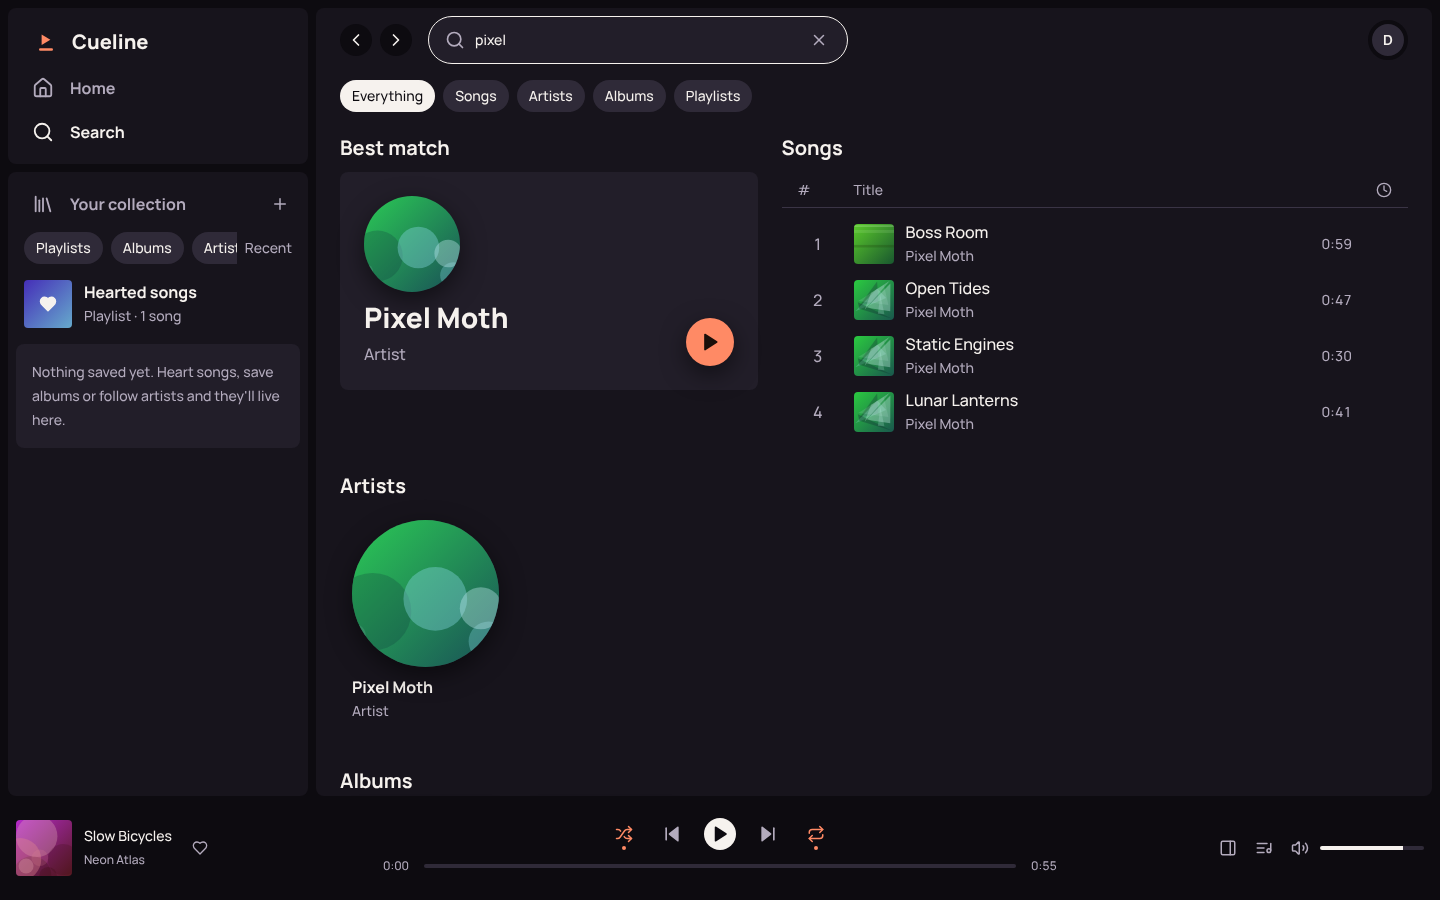 Cueline
Home
Search
Your collection
Playlists
Albums
Artist
Recent
Hearted songs
Playlist · 1 song
Nothing saved yet. Heart songs, save
albums or follow artists and they'll live
here.
pixel
D
Everything
Songs
Artists
Albums
Playlists
Best match
Pixel Moth
Artist
Songs
# Title
1 Boss Room 0:59
Pixel Moth
2 Open Tides 0:47
Pixel Moth
3 Static Engines 0:30
Pixel Moth
4 Lunar Lanterns 0:41
Pixel Moth
Artists
Pixel Moth
Artist
Albums
Slow Bicycles
Neon Atlas
0:00
0:55